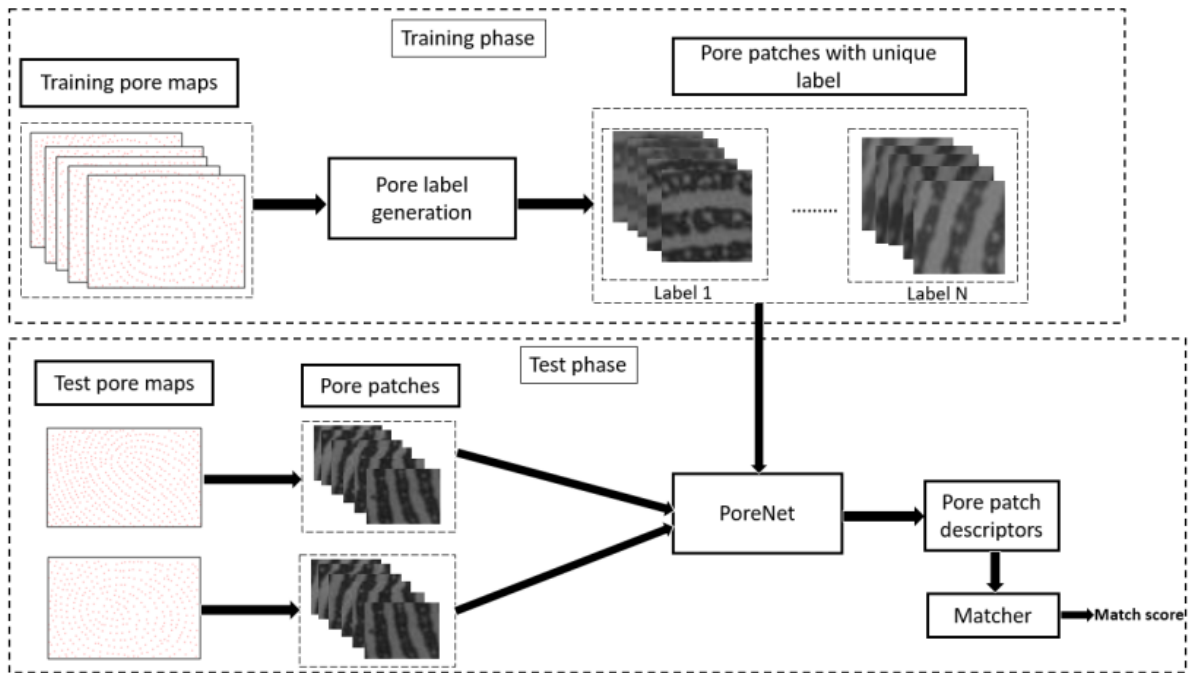 Training phase
Training pore maps
Pore patches with unique
label
Pore label
generation
.........
Label 1
Label N
Test phase
Test pore maps
Pore patches
PoreNet
Pore patch
descriptors
Matcher
Match score